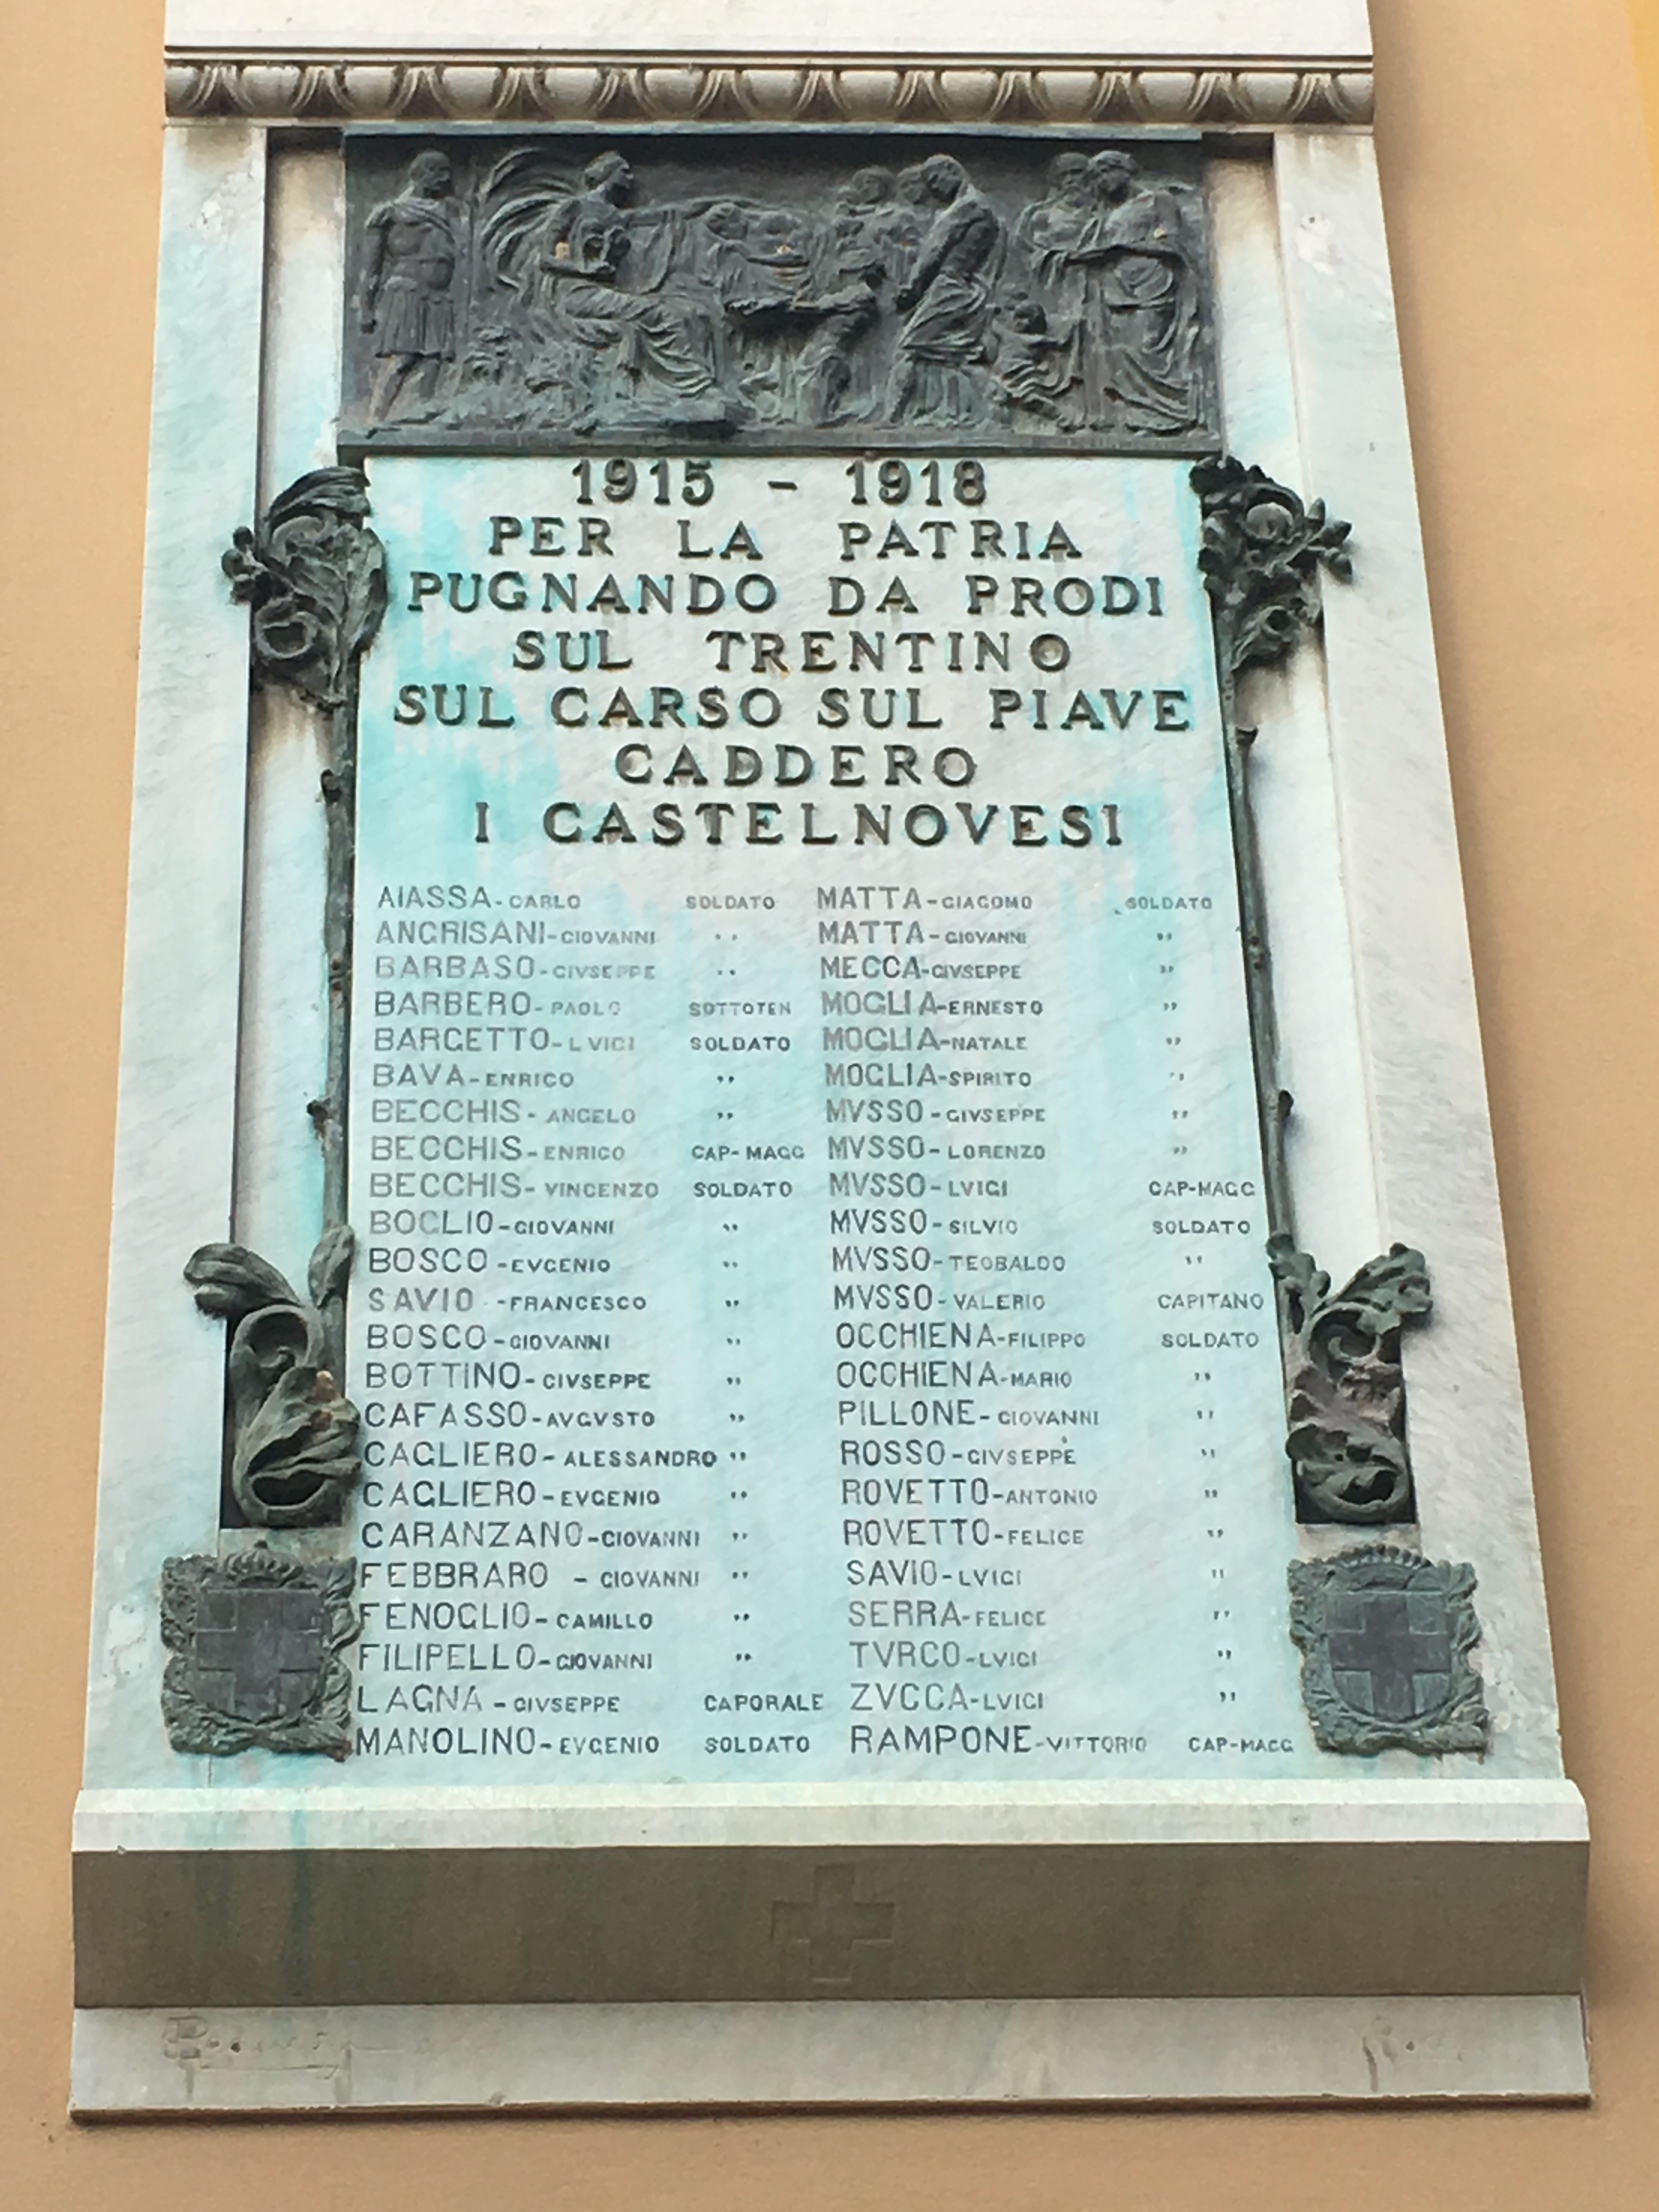 1915 - 1918
PER LA PATRIA
PUGNANDO DA PRODI
SUL TRENTINO
SUL CARSO SUL PIAVE
CADDERO
I CASTELNOVESI
AIASSA-CARLO SOLDATO
ANGRISANI-GIOVANNI "
BARBASO-GIVSEPPE "
BARBERO-PAOLO SOTTOTEN
BARGETTO-LVIGI SOLDATO
BAVA-ENRICO "
BECCHIS-ANGELO "
BECCHIS-ENRICO CAP-MAGG
BECCHIS-VINCENZO SOLDATO
BOGLIO-GIOVANNI "
BOSCO-EVGENIO "
SAVIO-FRANCESCO "
BOSCO-GIOVANNI "
BOTTINO-GIVSEPPE "
CAFASSO-AVGVSTO "
CAGLIERO-ALESSANDRO "
CAGLIERO-EVGENIO "
CARANZANO-GIOVANNI "
FEBBRARO - GIOVANNI "
FENOGLIO-CAMILLO "
FILIPELLO-GIOVANNI "
LAGNA-GIVSEPPE CAPORALE
MANOLINO-EVGENIO SOLDATO
MATTA-GIACOMO SOLDATO
MATTA-GIOVANNI "
MECCA-GIVSEPPE "
MOGLIA-ERNESTO "
MOGLIA-NATALE "
MOGLIA-SPIRITO "
MVSSO-GIVSEPPE "
MVSSO-LORENZO "
MVSSO-LVIGI CAP-MAGG
MVSSO-SILVIO SOLDATO
MVSSO-TEOBALDO "
MVSSO-VALERIO CAPITANO
OCCHIENA-FILIPPO SOLDATO
OCCHIENA-MARIO "
PILLONE-GIOVANNI "
ROSSO-GIVSEPPE "
ROVETTO-ANTONIO "
ROVETTO-FELICE "
SAVIO-LVIGI "
SERRA-FELICE "
TVRCO-LVIGI "
ZVCCA-LVIGI "
RAMPONE-VITTORIO CAP-MAGG